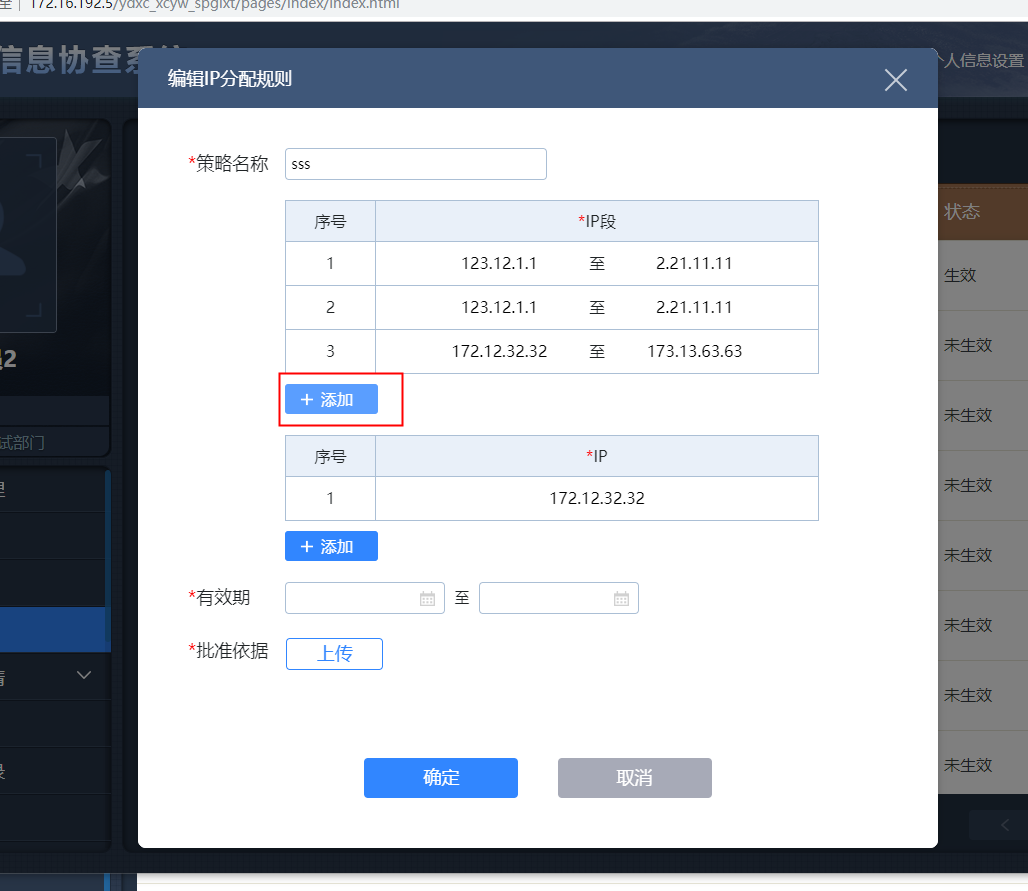 172.16.192.5/ydxc_xcyw_spglxt/pages/index/index.html
信息协查系统
个人信息设置
编辑IP分配规则
*策略名称 sss
序号 *IP段
1 123.12.1.1 至 2.21.11.11
2 123.12.1.1 至 2.21.11.11
3 172.12.32.32 至 173.13.63.63
+ 添加
序号 *IP
1 172.12.32.32
+ 添加
*有效期 至
*批准依据 上传
确定 取消
状态
生效
未生效
未生效
未生效
未生效
未生效
未生效
未生效
2
试部门